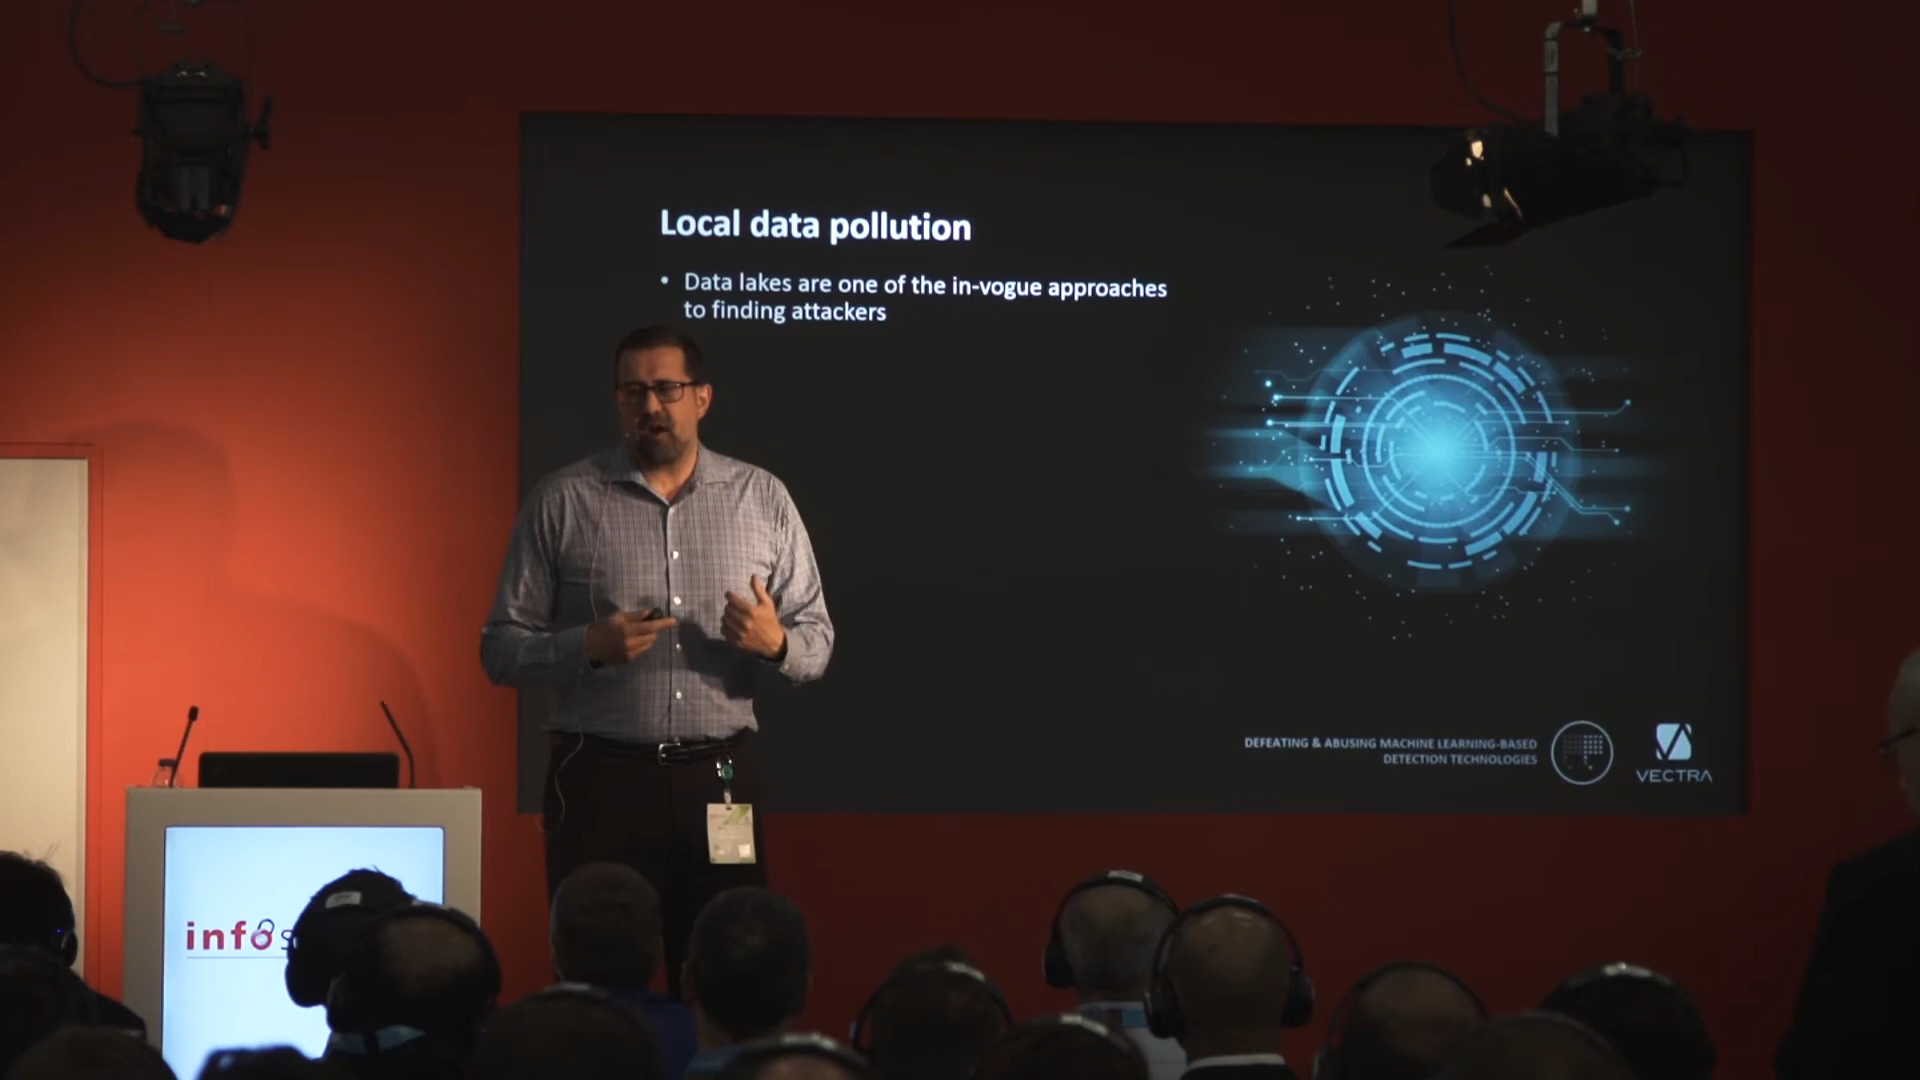 Local data pollution
• Data lakes are one of the in-vogue approaches
to finding attackers
DEFEATING & ABUSING MACHINE LEARNING-BASED
DETECTION TECHNOLOGIES
VECTRA
infos